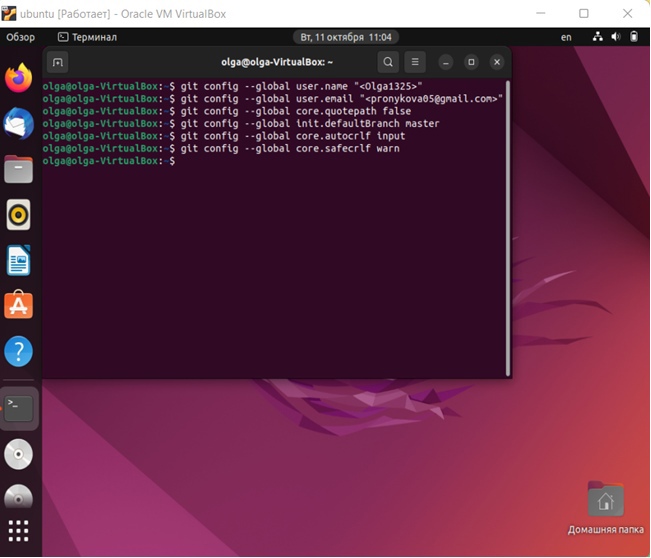 ubuntu [Работает] - Oracle VM VirtualBox
Обзор Терминал Вт, 11 октября 11:04 en
olga@olga-VirtualBox: ~
olga@olga-VirtualBox:~$ git config --global user.name "<Olga1325>"
olga@olga-VirtualBox:~$ git config --global user.email "<pronykova05@gmail.com>"
olga@olga-VirtualBox:~$ git config --global core.quotepath false
olga@olga-VirtualBox:~$ git config --global init.defaultBranch master
olga@olga-VirtualBox:~$ git config --global core.autocrlf input
olga@olga-VirtualBox:~$ git config --global core.safecrlf warn
olga@olga-VirtualBox:~$
Домашняя папка